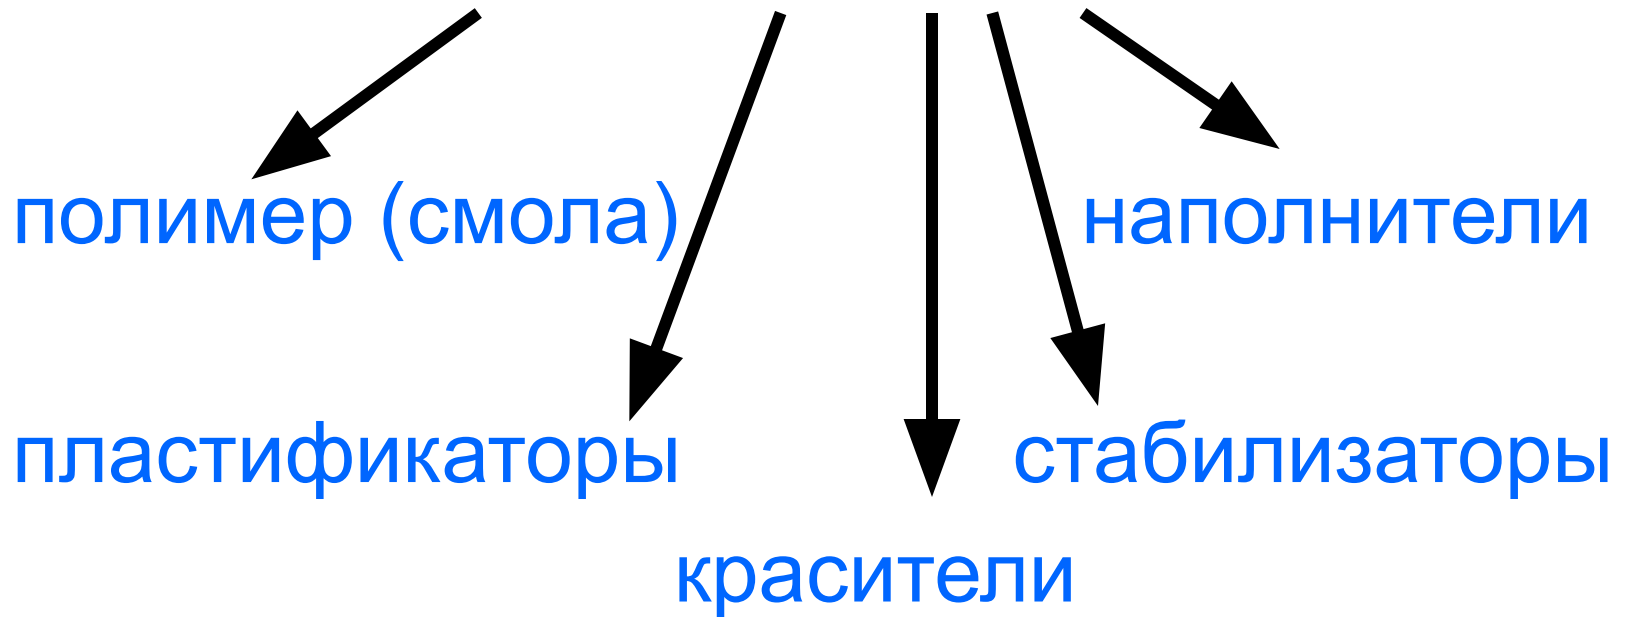 полимер (смола)
наполнители
пластификаторы
стабилизаторы
красители